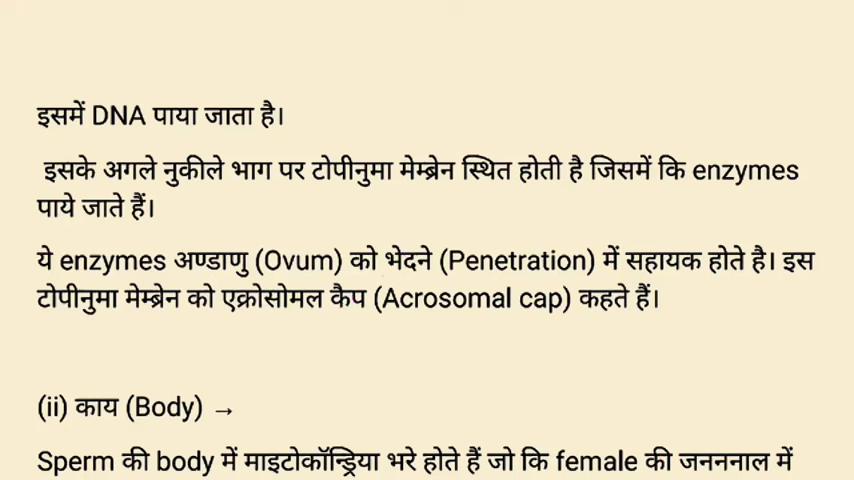 इसमें DNA पाया जाता है।
इसके अगले नुकीले भाग पर टोपीनुमा मेम्ब्रेन स्थित होती है जिसमें कि enzymes
पाये जाते हैं।
ये enzymes अण्डाणु (Ovum) को भेदने (Penetration) में सहायक होते है। इस
टोपीनुमा मेम्ब्रेन को एक्रोसोमल कैप (Acrosomal cap) कहते हैं।
(ii) काय (Body) →
Sperm की body में माइटोकॉन्ड्रिया भरे होते हैं जो कि female की जनननाल में